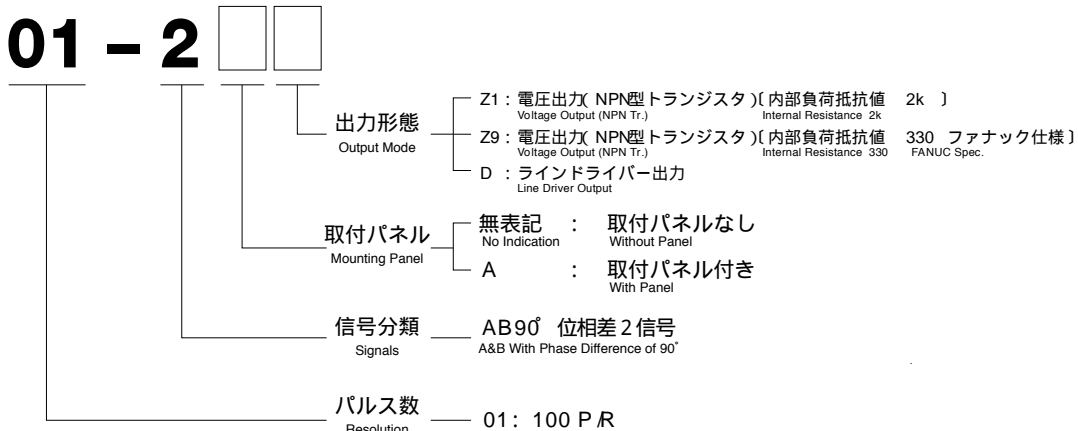 01 – 2
出力形態
Output Mode
Z1 : 電圧出力( NPN型トランジスタ )〔内部負荷抵抗値 2k 〕
Voltage Output (NPN Tr.) Internal Resistance 2k
Z9 : 電圧出力( NPN型トランジスタ )〔内部負荷抵抗値 330 ファナック仕様〕
Voltage Output (NPN Tr.) Internal Resistance 330 FANUC Spec.
D : ラインドライバー出力
Line Driver Output
取付パネル
Mounting Panel
無表記 : 取付パネルなし
No Indication Without Panel
A : 取付パネル付き
With Panel
信号分類
Signals
AB90° 位相差2信号
A&B With Phase Difference of 90°
パルス数
Resolution
01: 100 P/R